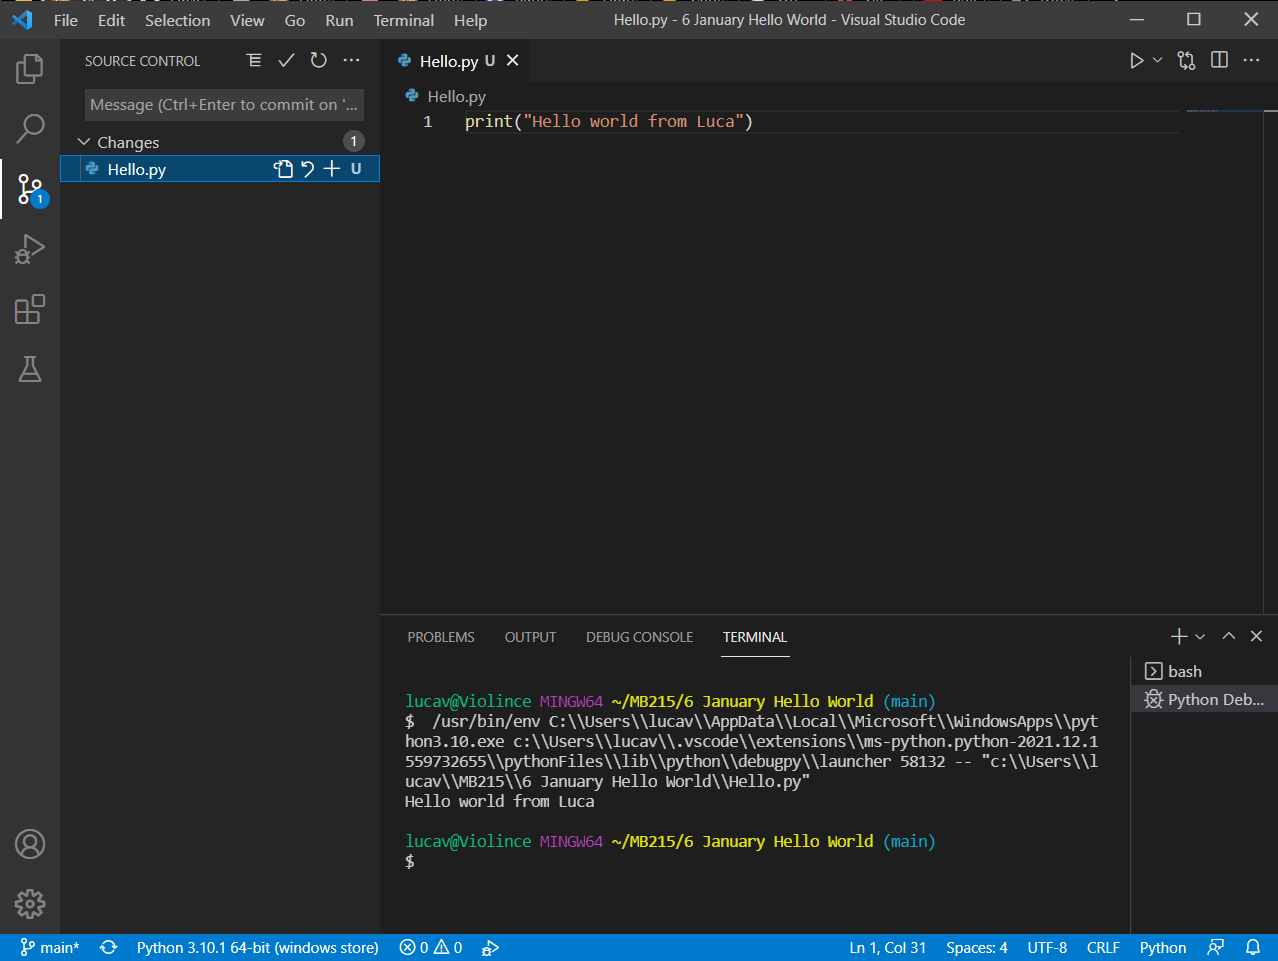 File Edit Selection View Go Run Terminal Help
Hello.py - 6 January Hello World - Visual Studio Code
SOURCE CONTROL
Message (Ctrl+Enter to commit on '...
Changes 1
Hello.py U
1
Hello.py U
Hello.py
1 print("Hello world from Luca")
PROBLEMS OUTPUT DEBUG CONSOLE TERMINAL
lucav@Violince MINGW64 ~/MB215/6 January Hello World (main)
$ /usr/bin/env C:\\Users\\lucav\\AppData\\Local\\Microsoft\\WindowsApps\\pyt
hon3.10.exe c:\\Users\\lucav\\.vscode\\extensions\\ms-python.python-2021.12.1
559732655\\pythonFiles\\lib\\python\\debugpy\\launcher 58132 -- "c:\\Users\\l
ucav\\MB215\\6 January Hello World\\Hello.py"
Hello world from Luca
lucav@Violince MINGW64 ~/MB215/6 January Hello World (main)
$
bash
Python Deb...
main* Python 3.10.1 64-bit (windows store) 0 0 Ln 1, Col 31 Spaces: 4 UTF-8 CRLF Python